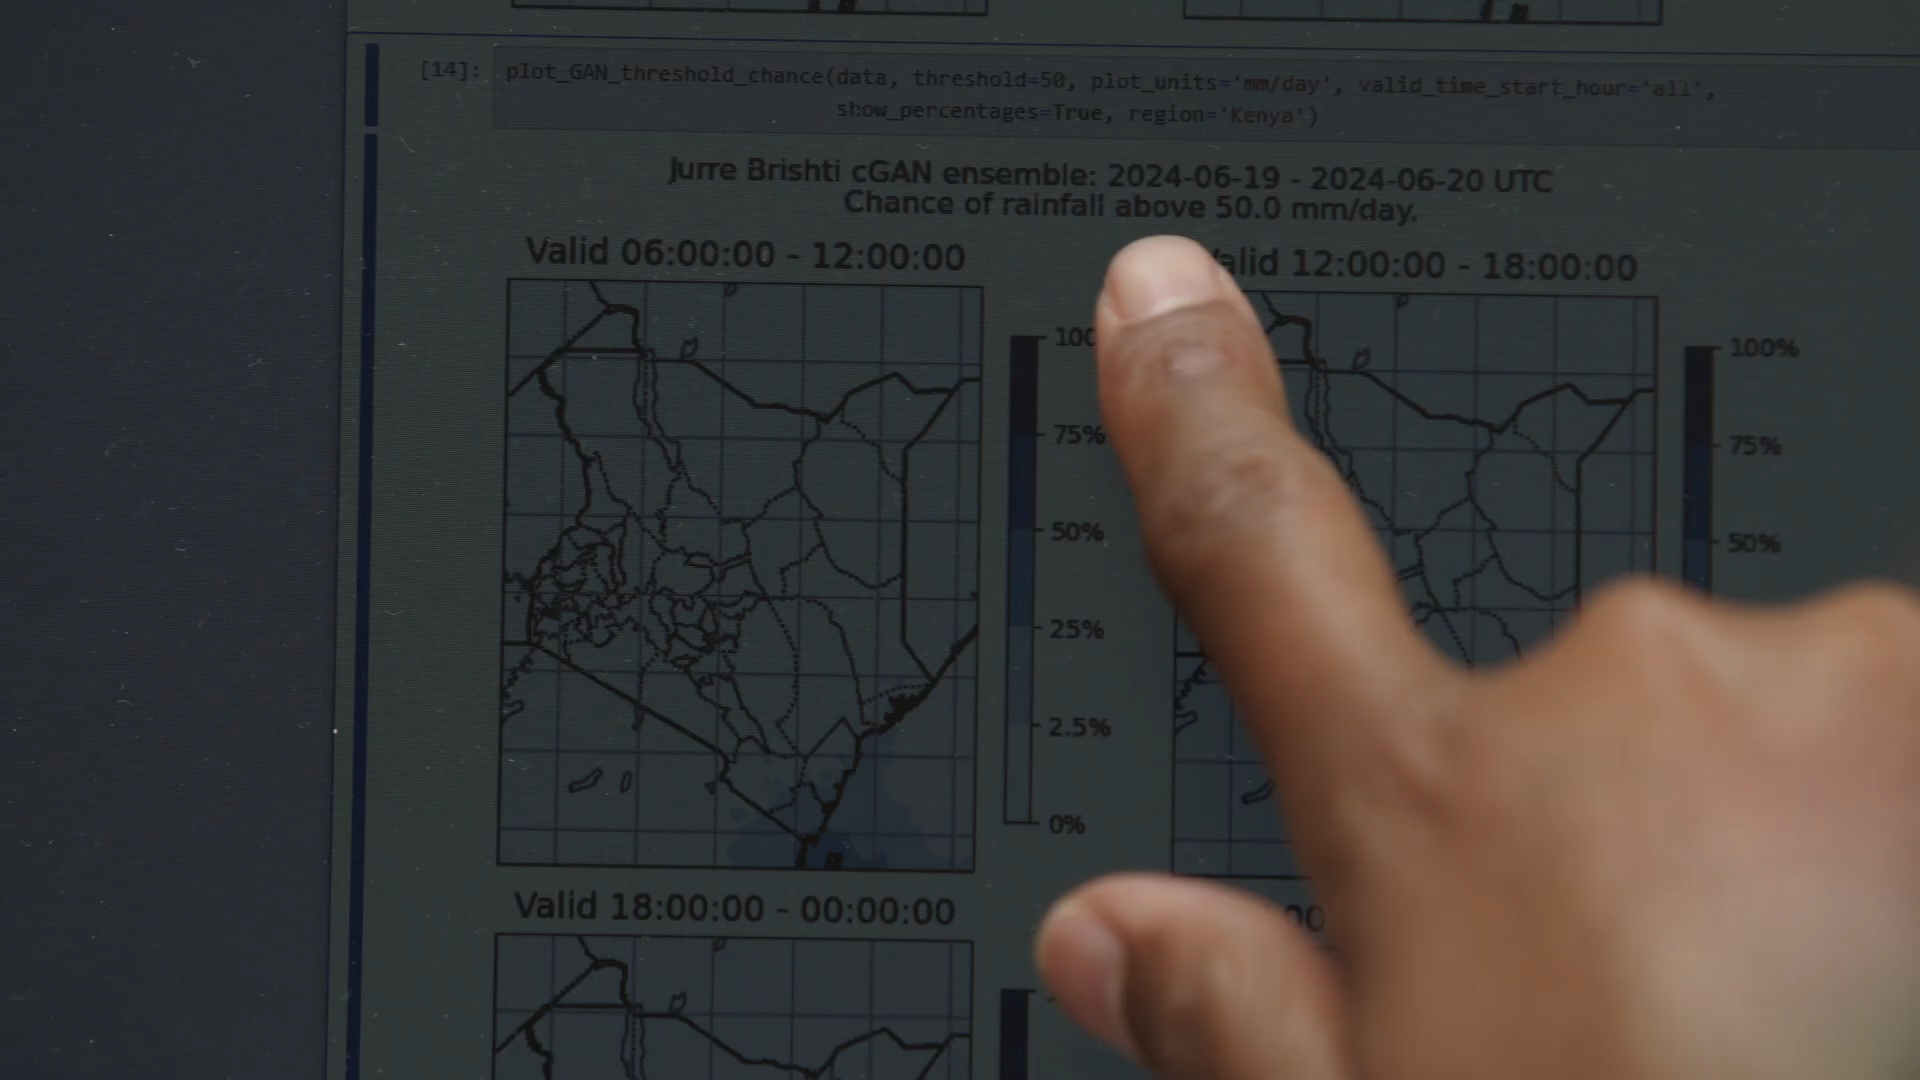 [14]: plot_GAN_threshold_chance(data, threshold=50, plot_units='mm/day', valid_time_start_hour='all',
show_percentages=True, region='Kenya')
Jurre Brishti cGAN ensemble: 2024-06-19 - 2024-06-20 UTC
Chance of rainfall above 50.0 mm/day.
Valid 06:00:00 - 12:00:00
100
75%
50%
25%
2.5%
0%
alid 12:00:00 - 18:00:00
100%
75%
50%
Valid 18:00:00 - 00:00:00
00